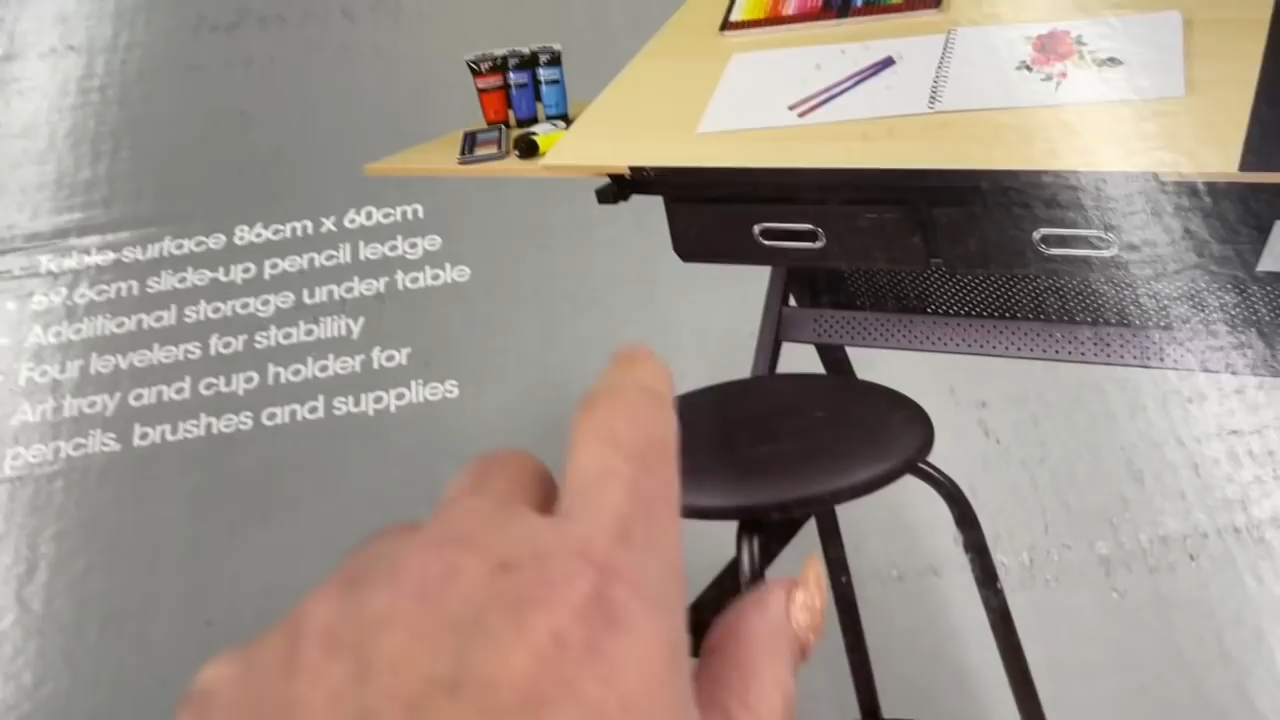 • Table surface 86cm x 60cm
• 59.6cm slide-up pencil ledge
• Additional storage under table
• Four levelers for stability
Art tray and cup holder for
pencils, brushes and supplies